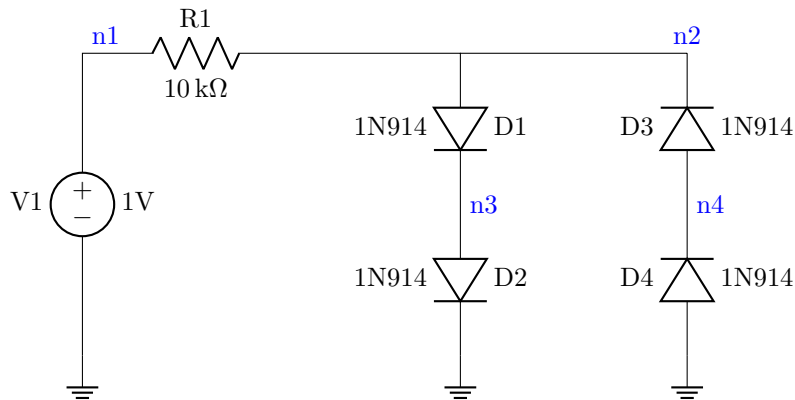 R1
n1
n2
10 kΩ
1N914 D1 D3 1N914
V1 + − 1V
n3 n4
1N914 D2 D4 1N914